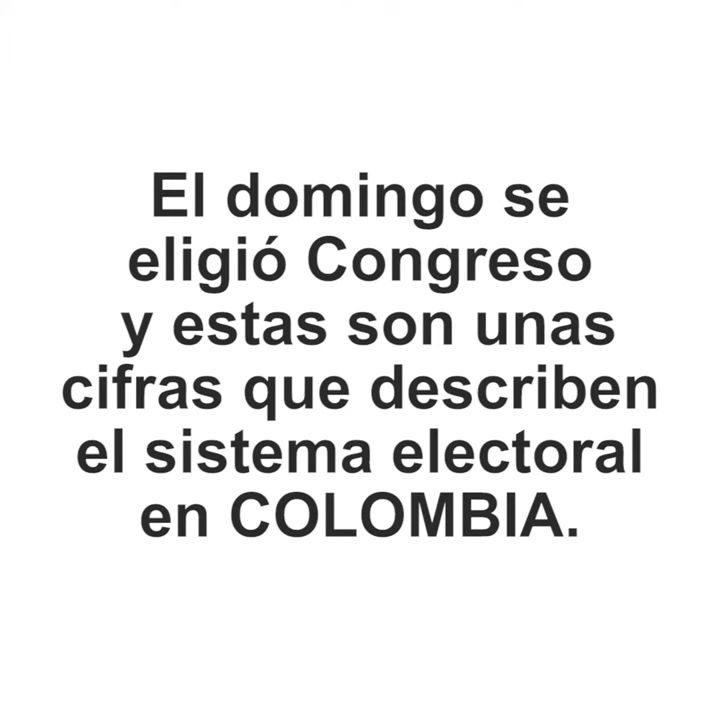 El domingo se
eligió Congreso
y estas son unas
cifras que describen
el sistema electoral
en COLOMBIA.